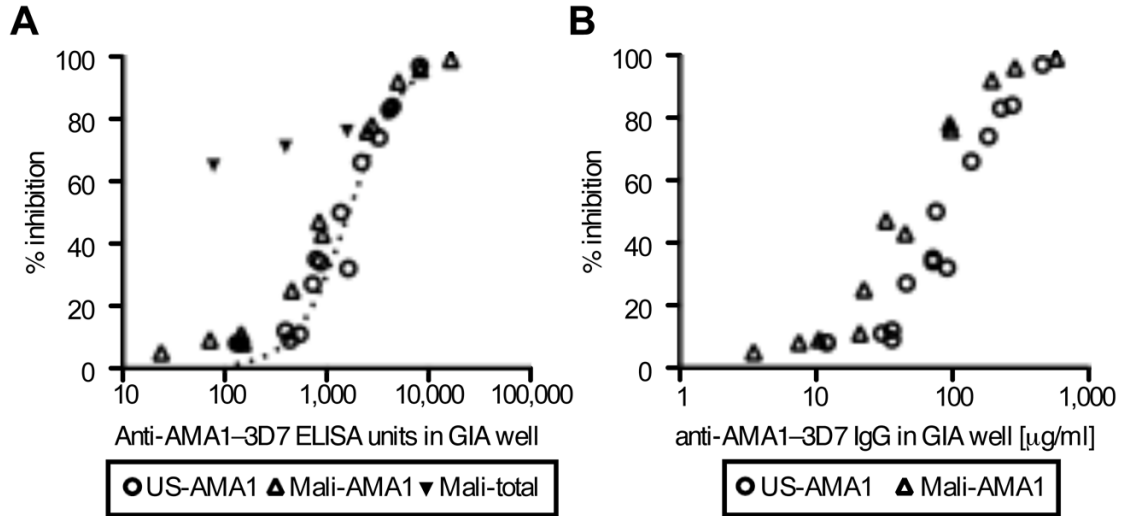 A
B
100
80
60
40
20
0
% inhibition
10
100
1,000
10,000
100,000
Anti-AMA1–3D7 ELISA units in GIA well
US-AMA1 Mali-AMA1 Mali-total
100
80
60
40
20
0
% inhibition
1
10
100
1,000
anti-AMA1–3D7 IgG in GIA well [µg/ml]
US-AMA1 Mali-AMA1